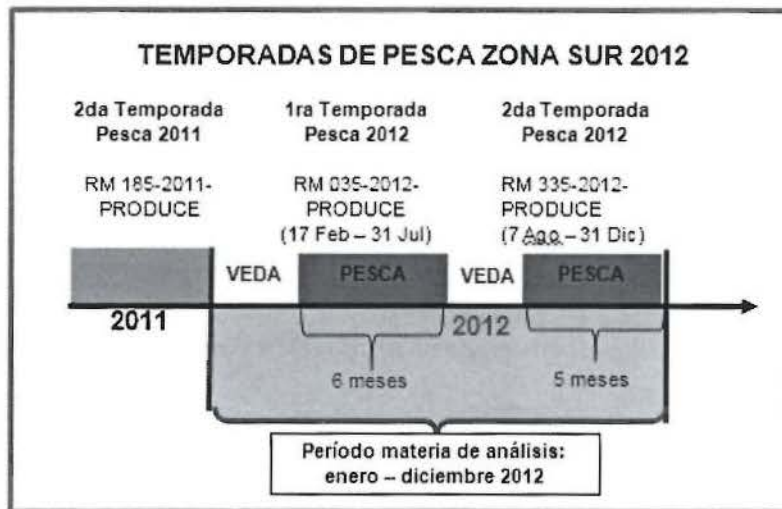 TEMPORADAS DE PESCA ZONA SUR 2012
2da Temporada
Pesca 2011
1ra Temporada
Pesca 2012
2da Temporada
Pesca 2012
RM 185-2011-
PRODUCE
RM 035-2012-
PRODUCE
(17 Feb – 31 Jul)
RM 335-2012-
PRODUCE
(7 Ago – 31 Dic)
VEDA
PESCA
VEDA
PESCA
2011
2012
6 meses
5 meses
Período materia de análisis:
enero – diciembre 2012